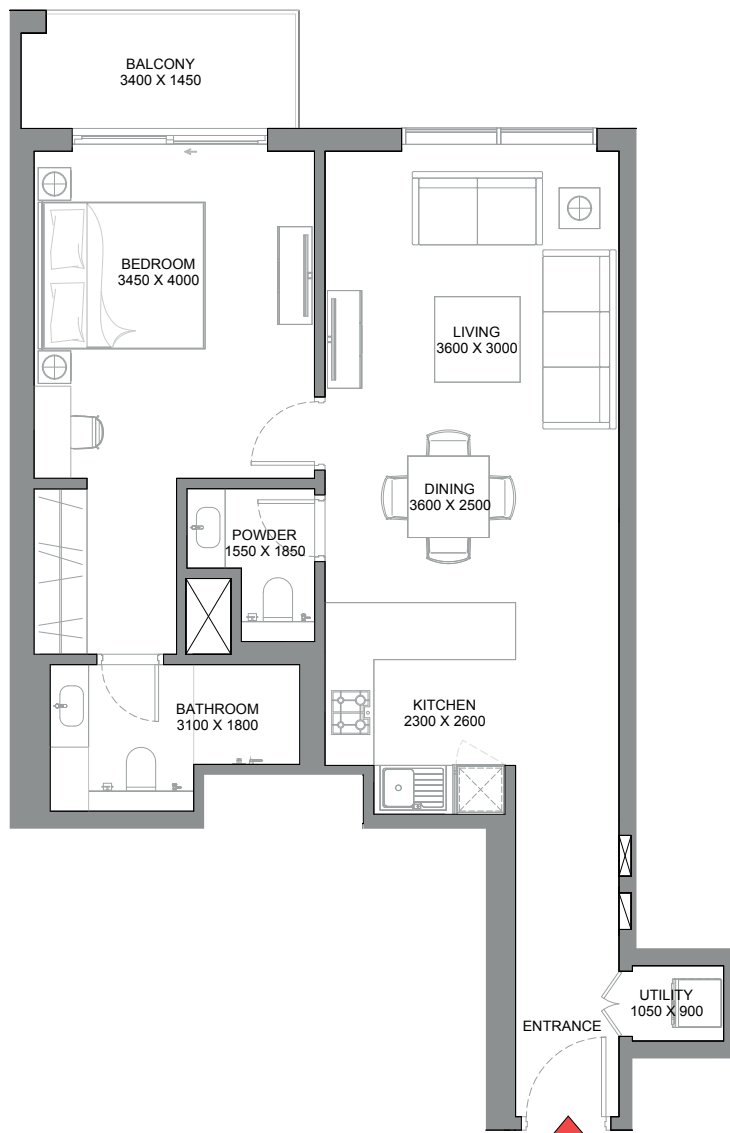 BALCONY
3400 X 1450
BEDROOM
3450 X 4000
LIVING
3600 X 3000
DINING
3600 X 2500
POWDER
1550 X 1850
BATHROOM
3100 X 1800
KITCHEN
2300 X 2600
UTILITY
1050 X 900
ENTRANCE